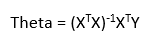 Theta = (XᵀX)⁻¹XᵀY